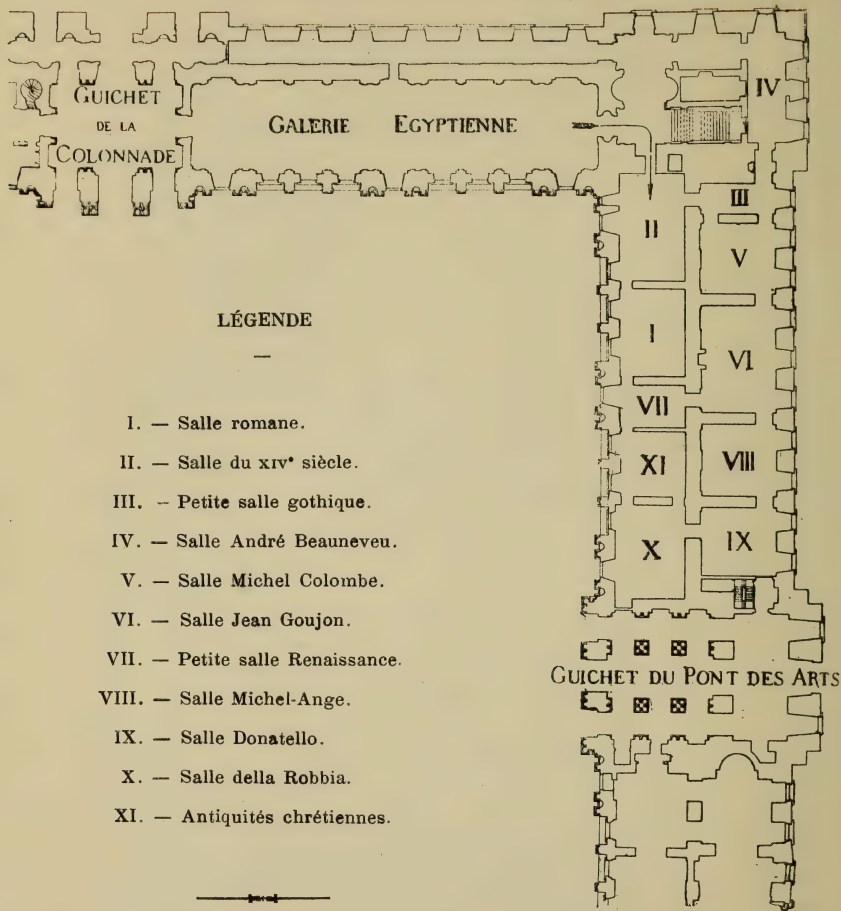 GUICHET
DE LA
COLONNADE
GALERIE EGYPTIENNE
IV
III
II
V
I
VI
VII
XI
VIII
X
IX
GUICHET DU PONT DES ARTS
LÉGENDE
I. — Salle romane.
II. — Salle du XIVe siècle.
III. – Petite salle gothique.
IV. — Salle André Beauneveu.
V. — Salle Michel Colombe.
VI. — Salle Jean Goujon.
VII. — Petite salle Renaissance.
VIII. — Salle Michel-Ange.
IX. — Salle Donatello.
X. — Salle della Robbia.
XI. — Antiquités chrétiennes.